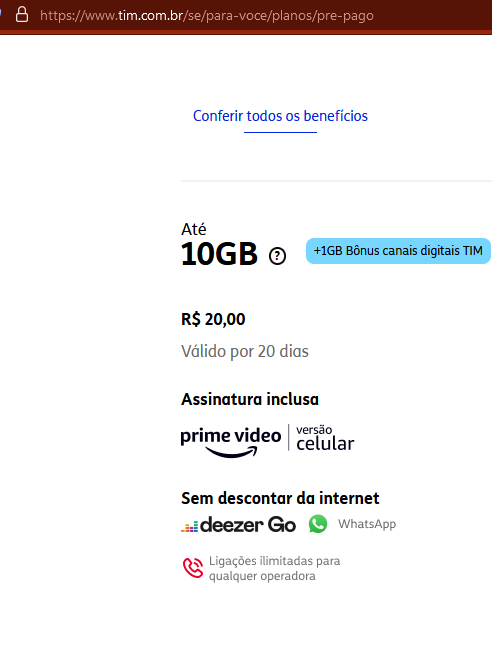 https://www.tim.com.br/se/para-voce/planos/pre-pago
Conferir todos os benefícios
Até
10GB ?
+1GB Bônus canais digitais TIM
R$ 20,00
Válido por 20 dias
Assinatura inclusa
prime video | versão
celular
Sem descontar da internet
deezer Go WhatsApp
Ligações ilimitadas para
qualquer operadora